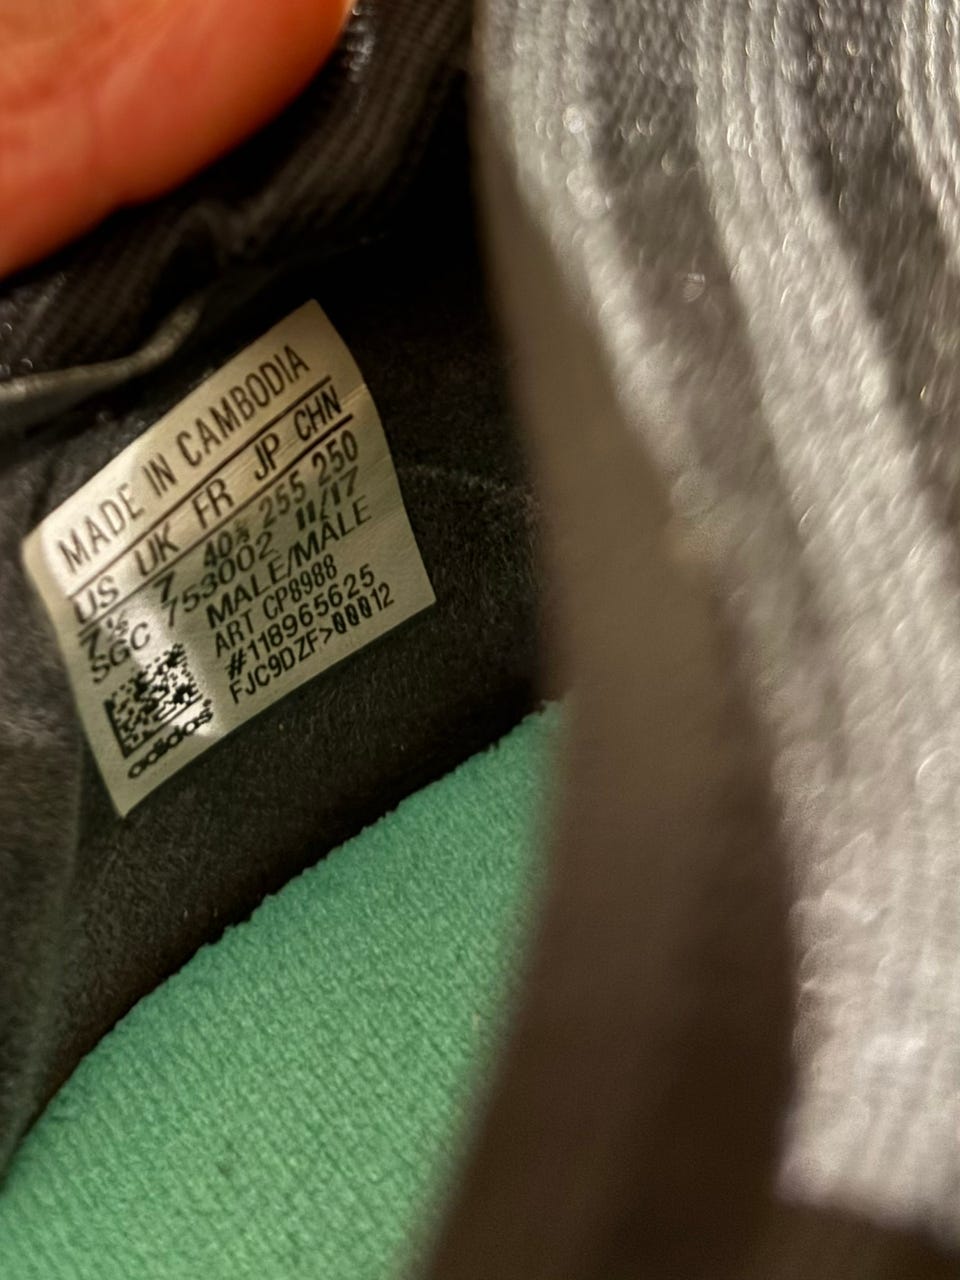 MADE IN CAMBODIA
US UK FR JP CHN
7½ 7 40⅔ 255 250
SGC 753002 11/17
MALE/MÂLE
ART CP8988
#118965625
FJC9DZF>00012
adidas